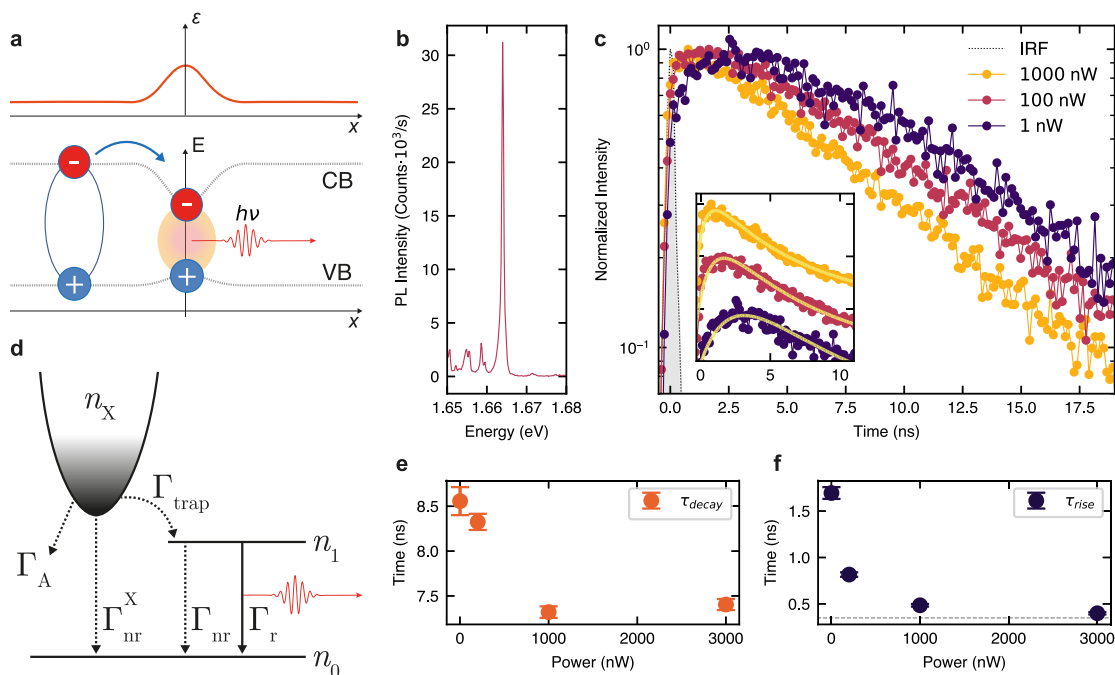 a
ε
x
E
CB
hν
VB
x
b
PL Intensity (Counts·10³/s)
30
25
20
15
10
5
0
1.65
1.66
1.67
1.68
Energy (eV)
c
Normalized Intensity
10⁰
10⁻¹
IRF
1000 nW
100 nW
1 nW
0
5
10
0.0
2.5
5.0
7.5
10.0
12.5
15.0
17.5
Time (ns)
d
n_X
Γ_trap
n_1
Γ_A
Γ_nr^X
Γ_nr
Γ_r
n_0
e
τ_decay
Time (ns)
8.5
8.0
7.5
0
1000
2000
3000
Power (nW)
f
τ_rise
Time (ns)
1.5
1.0
0.5
0
1000
2000
3000
Power (nW)